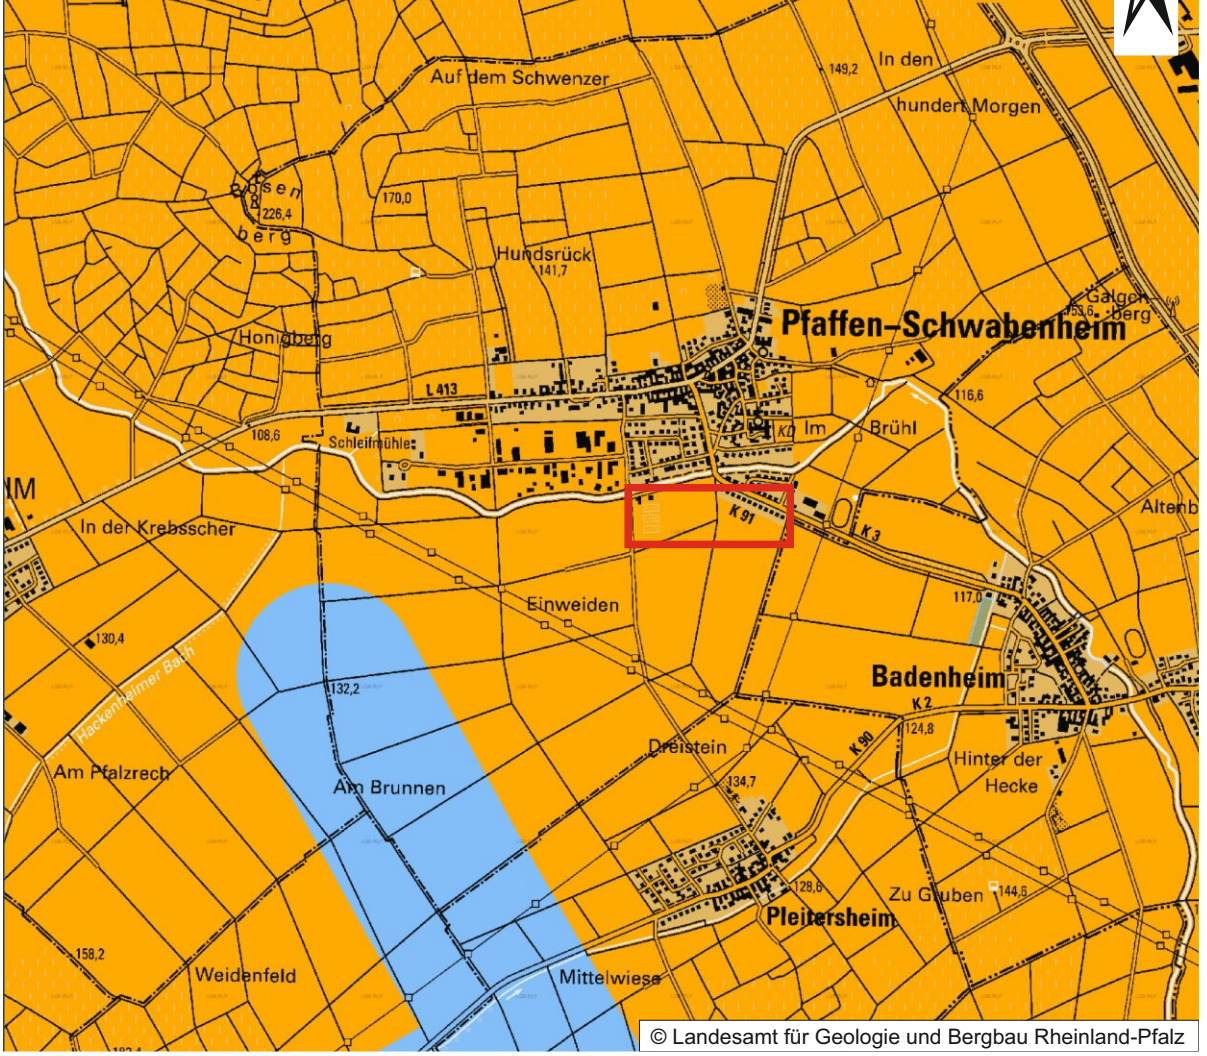 Auf dem Schwenzer
149,2
In den
hundert Morgen
Bosen
226,4
berg
170,0
Hundsrück
141,7
Galgen-
153,6
berg
Pfaffen-Schwabenheim
Honigberg
L 413
116,6
108,6
Schleifmühle
KD
Im
Brühl
IM
In der Krebsscher
K 91
K 3
Altenb
Einweiden
117,0
130,4
Hackenheimer Bach
132,2
Badenheim
K 2
124,8
Dreistein
K 90
Am Pfalzrech
Am Brunnen
134,7
Hinter der
Hecke
128,6
Zu Gruben
144,6
Pleitersheim
158,2
Weidenfeld
Mittelwiese
© Landesamt für Geologie und Bergbau Rheinland-Pfalz